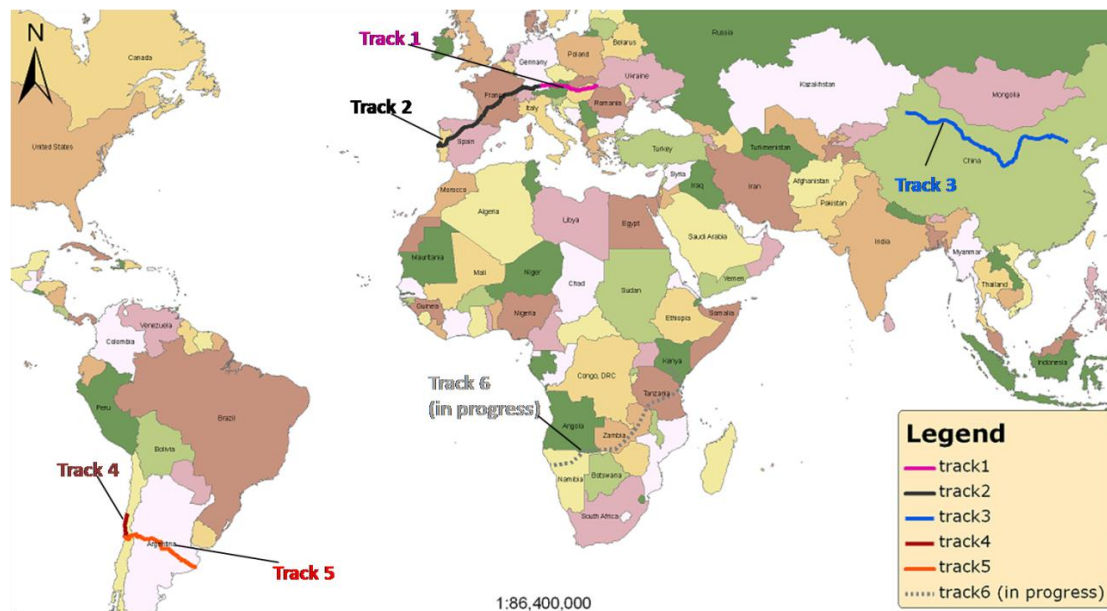 N
Canada
United States
Track 1
Track 2
Germany
Poland
Belarus
Ukraine
France
Romania
Italy
Spain
Russia
Kazakhstan
Mongolia
China
Track 3
Turkey
Turkmenistan
Syria
Iraq
Iran
Afghanistan
Pakistan
Morocco
Algeria
Libya
Egypt
Saudi Arabia
India
Myanmar
Mauritania
Mali
Niger
Chad
Sudan
Yemen
Thailand
Guinea
Nigeria
Ethiopia
Somalia
Venezuela
Colombia
Congo, DRC
Kenya
Indonesia
Track 6
(in progress)
Tanzania
Peru
Brazil
Angola
Zambia
Bolivia
Track 4
Namibia
Botswana
South Africa
Argentina
Track 5
1:86,400,000
Legend
track1
track2
track3
track4
track5
track6 (in progress)